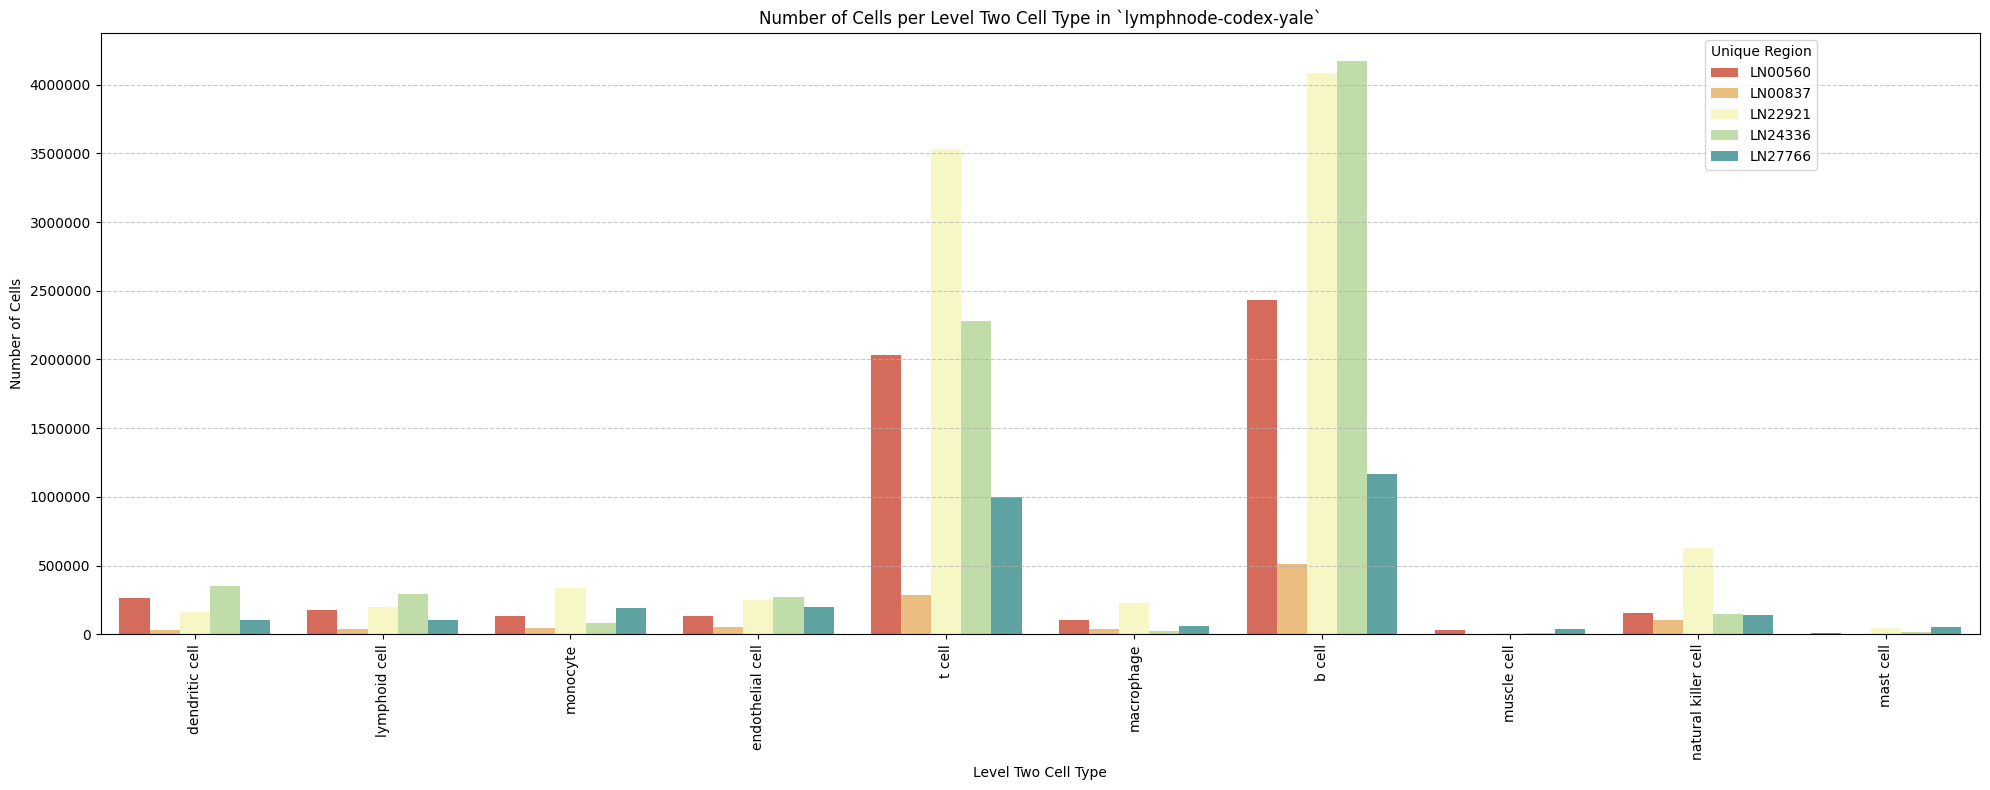 Number of Cells per Level Two Cell Type in `lymphnode-codex-yale`
Unique Region
LN00560
LN00837
LN22921
LN24336
LN27766
Number of Cells
4000000
3500000
3000000
2500000
2000000
1500000
1000000
500000
0
dendritic cell
lymphoid cell
monocyte
endothelial cell
t cell
macrophage
b cell
muscle cell
natural killer cell
mast cell
Level Two Cell Type